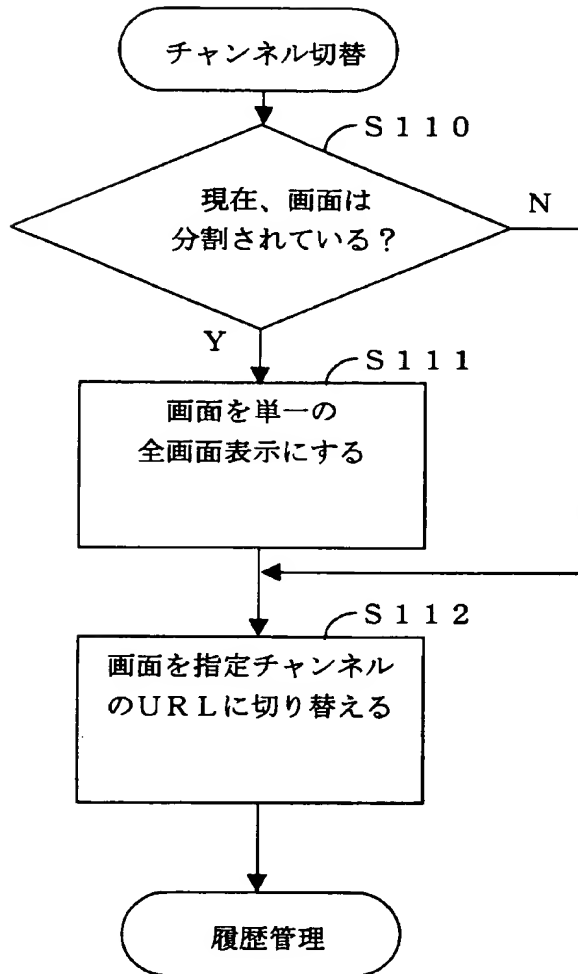 チャンネル切替
S110
現在、画面は
分割されている?
N
Y
S111
画面を単一の
全画面表示にする
S112
画面を指定チャンネル
のURLに切り替える
履歴管理